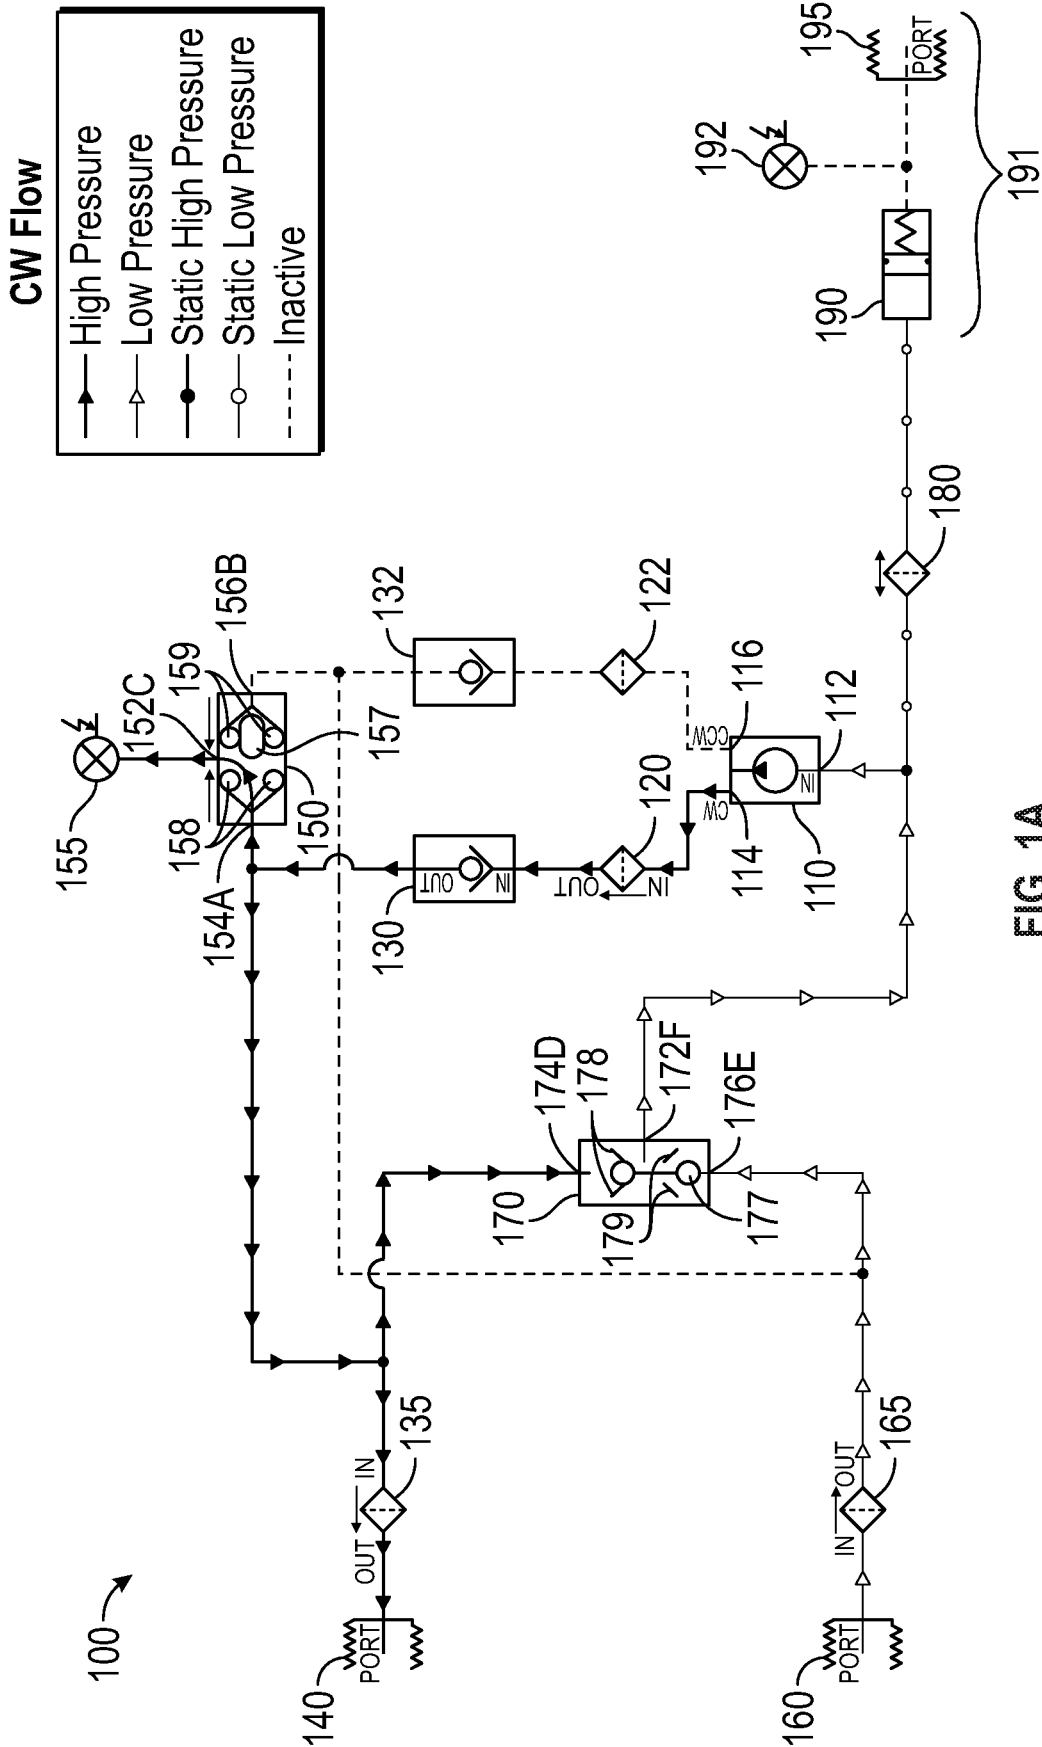 CW Flow
High Pressure
Low Pressure
Static High Pressure
Static Low Pressure
Inactive
100
155
152C
159
156B
158
157
150
154A
132
130
OUT
IN
122
120
IN
OUT
CCW
CW
116
114
IN
112
110
174D
178
172F
170
179
176E
177
135
IN
OUT
140
PORT
165
IN
OUT
160
PORT
180
190
192
195
PORT
191
FIG. 1A